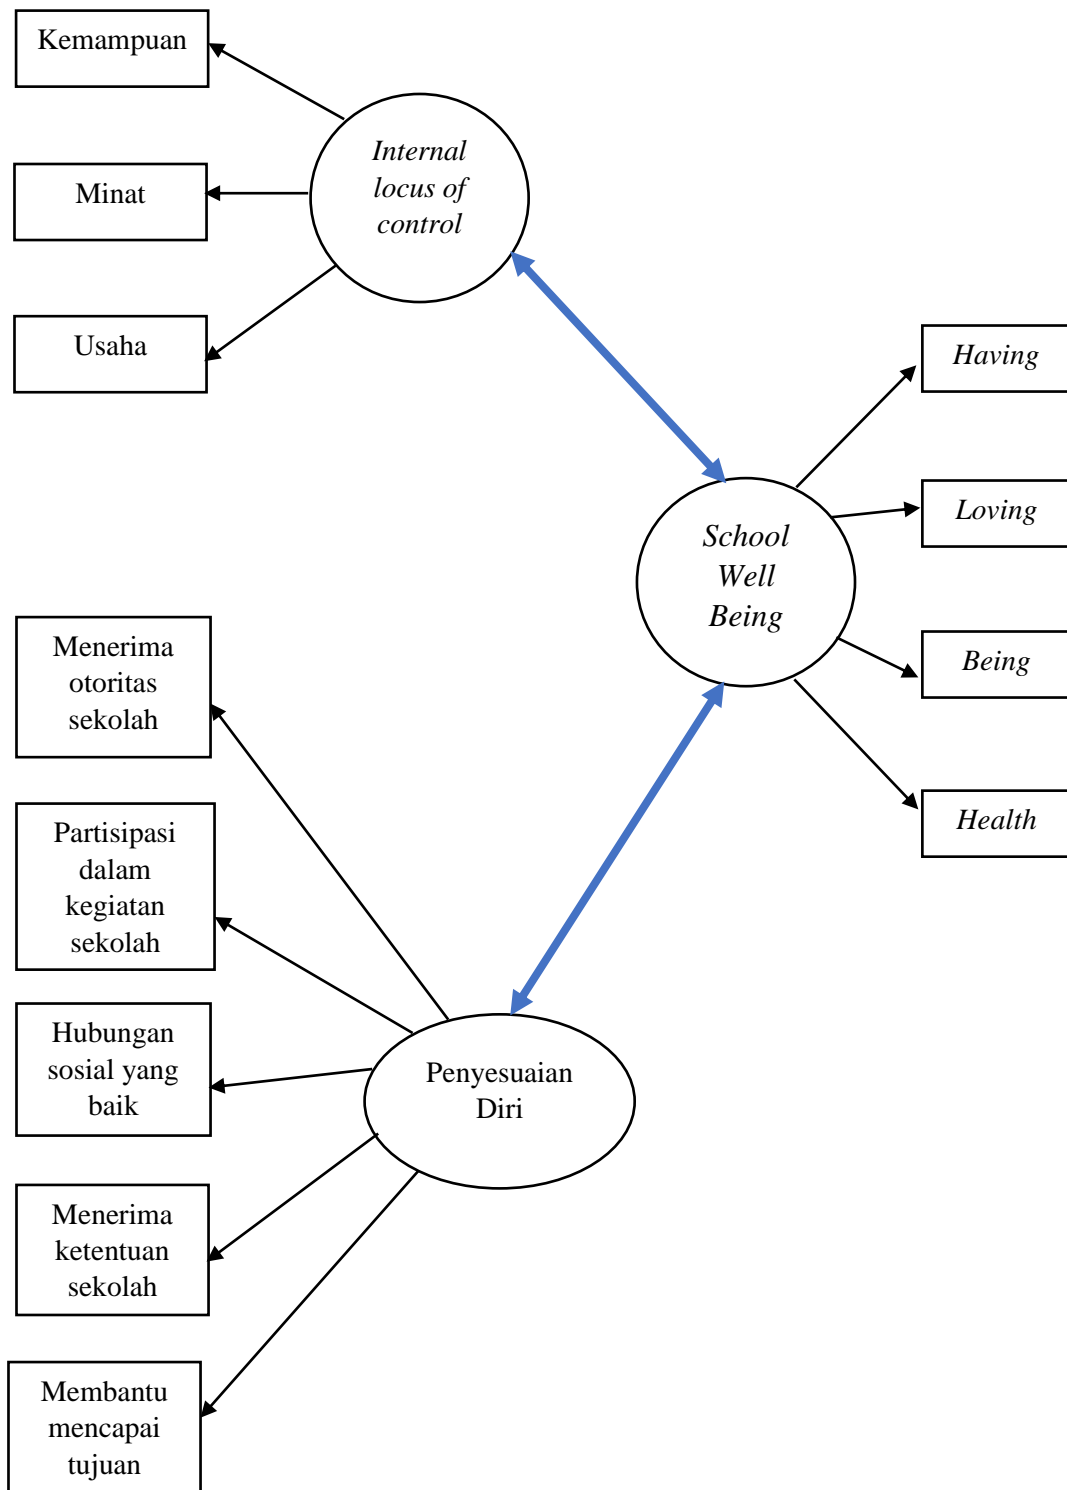 Kemampuan
Internal
locus of
control
Minat
Usaha
Having
Loving
School
Well
Being
Being
Health
Menerima
otoritas
sekolah
Partisipasi
dalam
kegiatan
sekolah
Hubungan
sosial yang
baik
Penyesuaian
Diri
Menerima
ketentuan
sekolah
Membantu
mencapai
tujuan